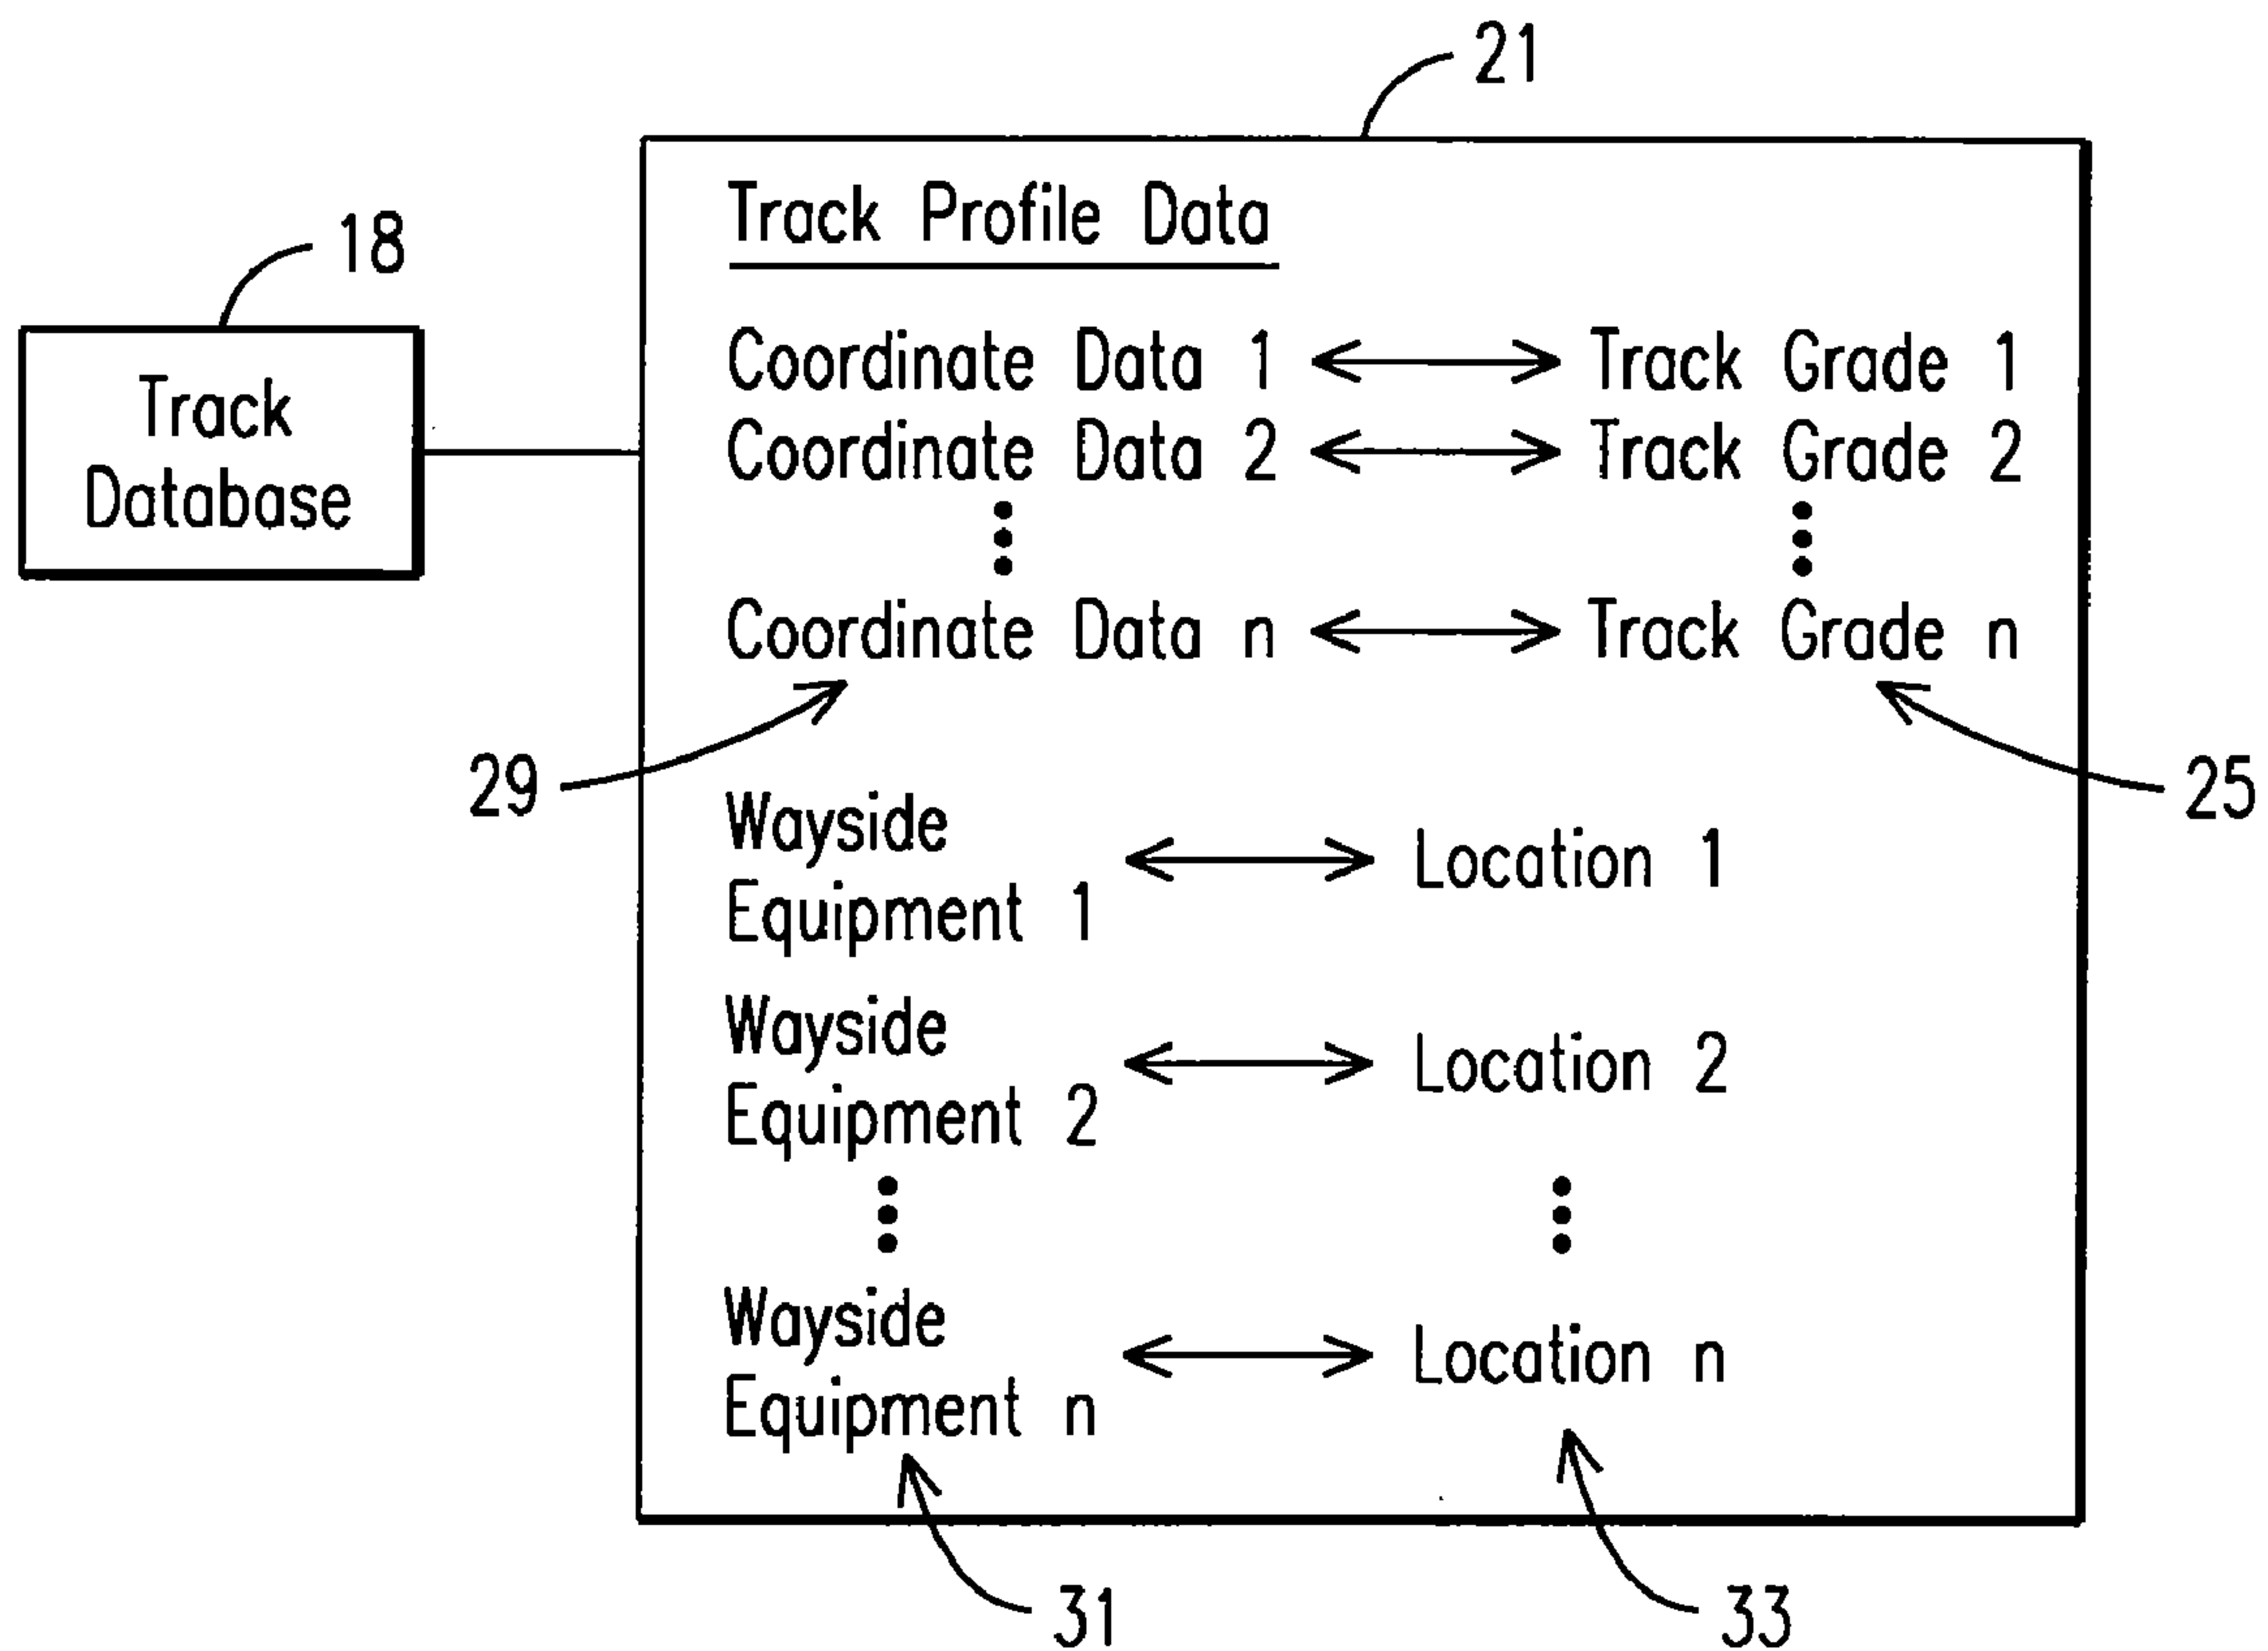 21
18
Track
Database
Track Profile Data
Coordinate Data 1 Track Grade 1
Coordinate Data 2 Track Grade 2
Coordinate Data n Track Grade n
29
25
Wayside
Equipment 1
Location 1
Wayside
Equipment 2
Location 2
Wayside
Equipment n
Location n
31
33